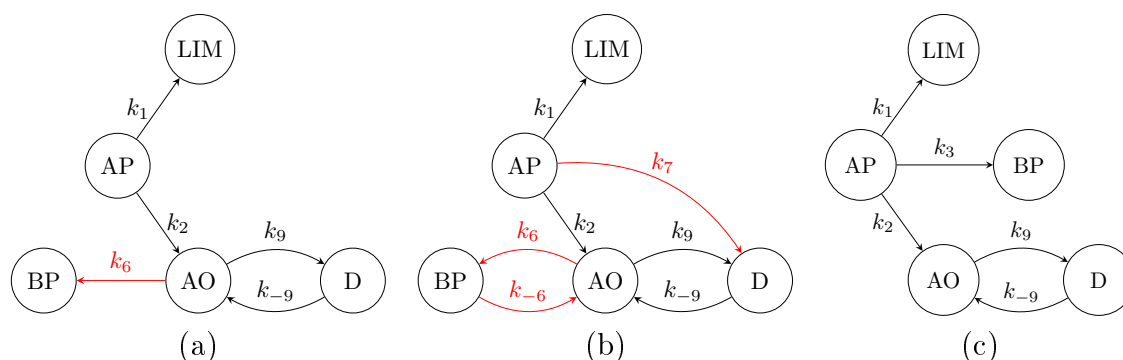 LIM
k₁
AP
k₂
k₉
k₆
BP
AO
D
k₋₉
(a)
LIM
k₁
AP
k₇
k₂
k₆
k₉
BP
AO
D
k₋₆
k₋₉
(b)
LIM
k₁
AP
k₃
BP
k₂
k₉
AO
D
k₋₉
(c)